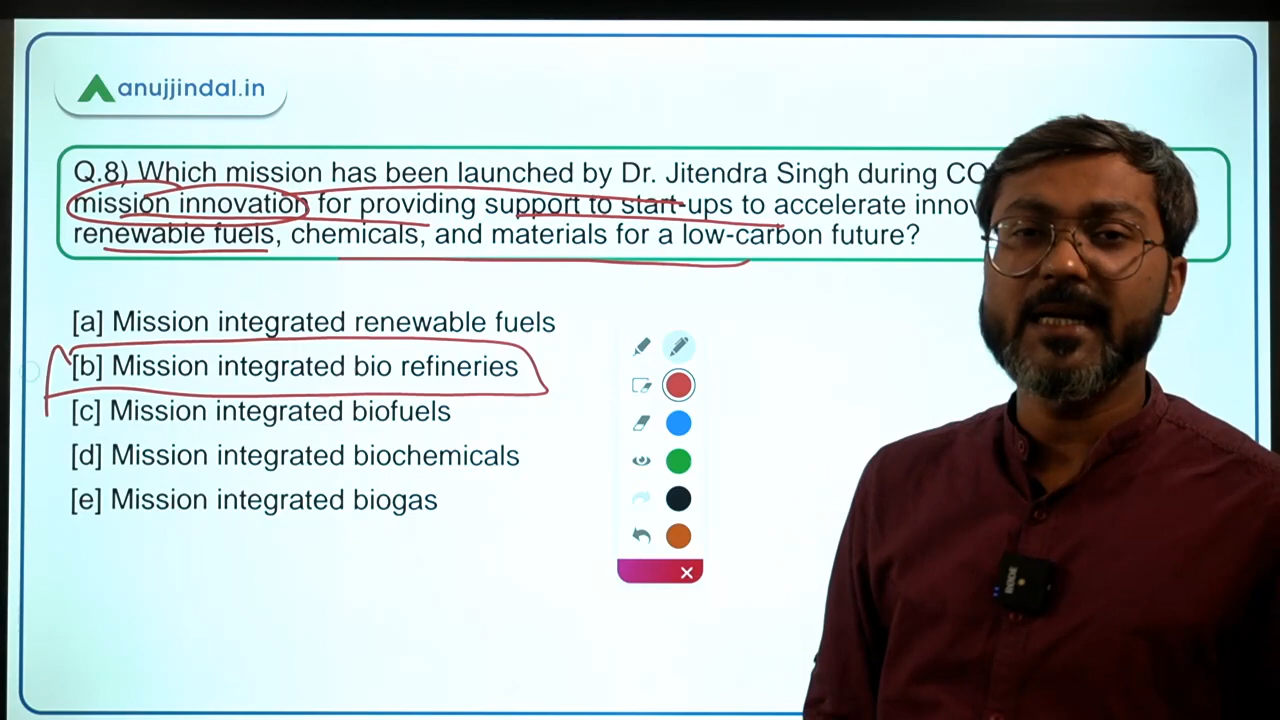 anujjindal.in
Q.8) Which mission has been launched by Dr. Jitendra Singh during CO
mission innovation for providing support to start-ups to accelerate innov
renewable fuels, chemicals, and materials for a low-carbon future?
[a] Mission integrated renewable fuels
[b] Mission integrated bio refineries
[c] Mission integrated biofuels
[d] Mission integrated biochemicals
[e] Mission integrated biogas
RODE